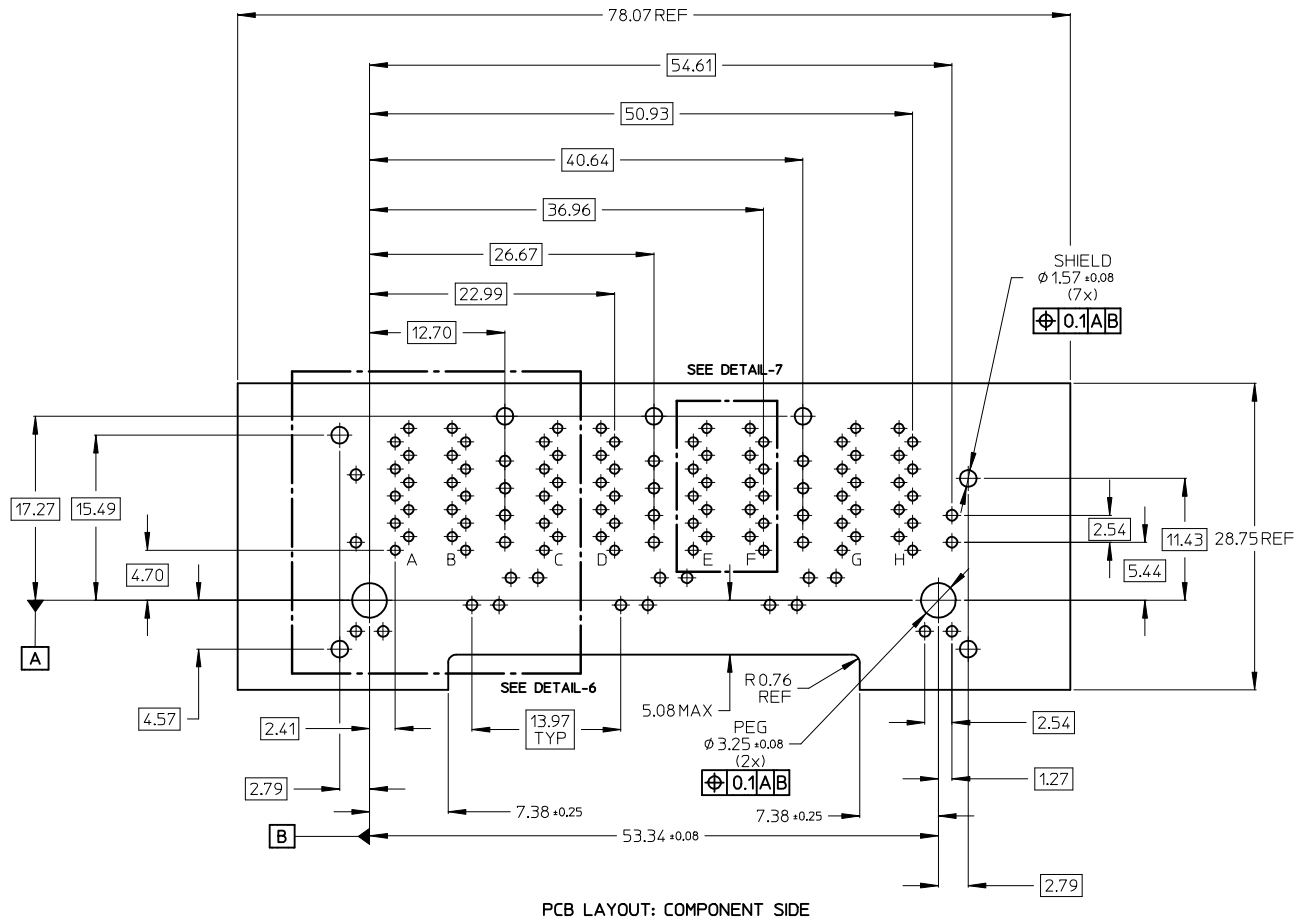 78.07 REF
54.61
50.93
40.64
36.96
26.67
22.99
12.70
SHIELD
⌀ 1.57 ±0.08
(7x)
⌖ 0.1 A B
SEE DETAIL-7
17.27
15.49
4.70
2.54
11.43
28.75 REF
5.44
A B C D E F G H
A
SEE DETAIL-6
R 0.76
REF
5.08 MAX
4.57
2.41
13.97
TYP
PEG
⌀ 3.25 ±0.08
(2x)
⌖ 0.1 A B
2.54
1.27
2.79
7.38 ±0.25
7.38 ±0.25
B
53.34 ±0.08
2.79
PCB LAYOUT: COMPONENT SIDE